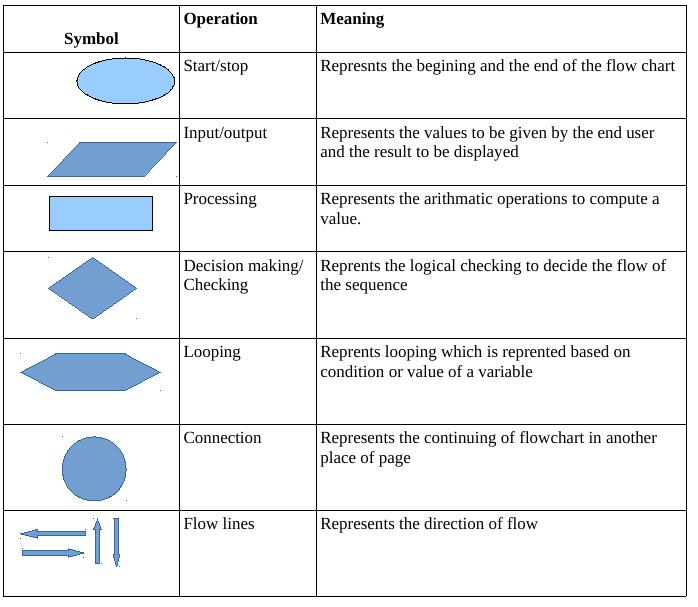 Symbol
Operation
Meaning
Start/stop
Represnts the begining and the end of the flow chart
Input/output
Represents the values to be given by the end user
and the result to be displayed
Processing
Represents the arithmatic operations to compute a
value.
Decision making/
Checking
Reprents the logical checking to decide the flow of
the sequence
Looping
Reprents looping which is reprented based on
condition or value of a variable
Connection
Represents the continuing of flowchart in another
place of page
Flow lines
Represents the direction of flow